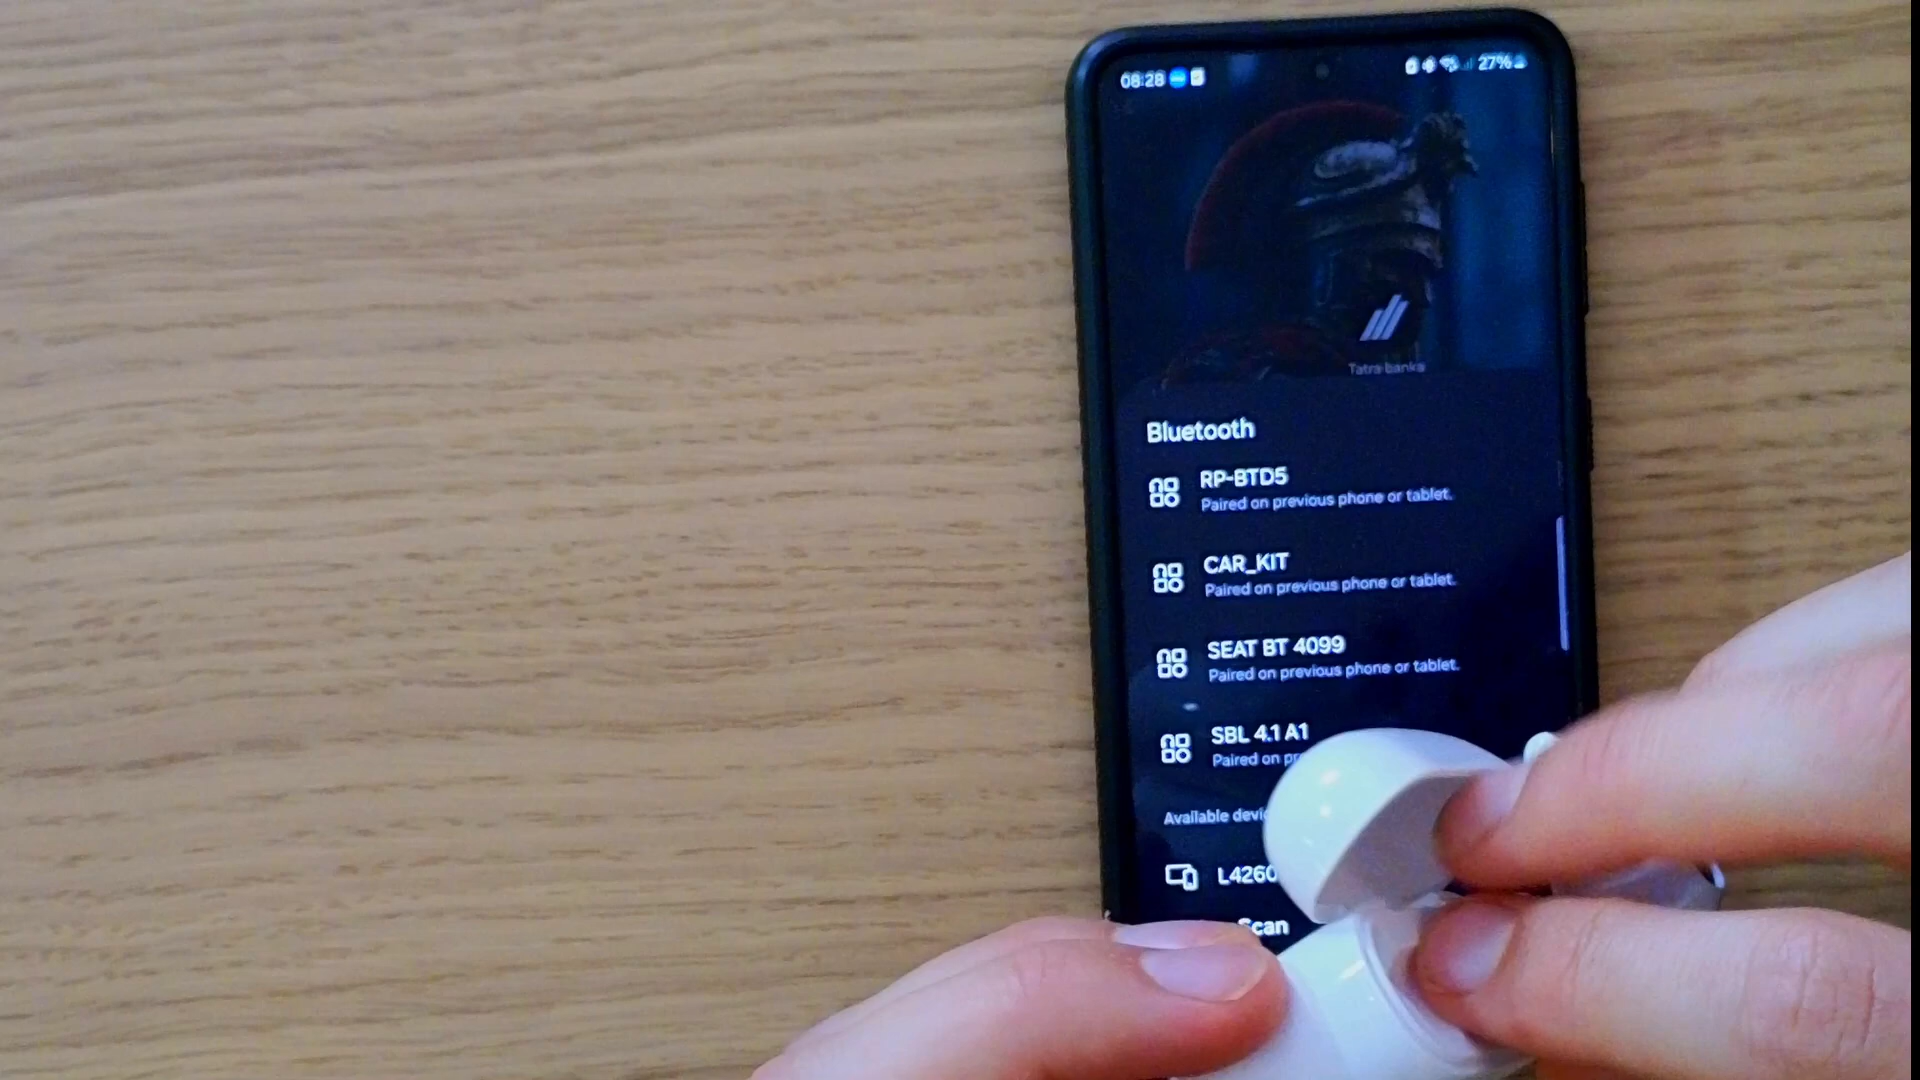 08:28
27%
Tatra banka
Bluetooth
RP-BTD5
Paired on previous phone or tablet.
CAR_KIT
Paired on previous phone or tablet.
SEAT BT 4099
Paired on previous phone or tablet.
SBL 4.1 A1
Paired on
Available
L4260
Scan